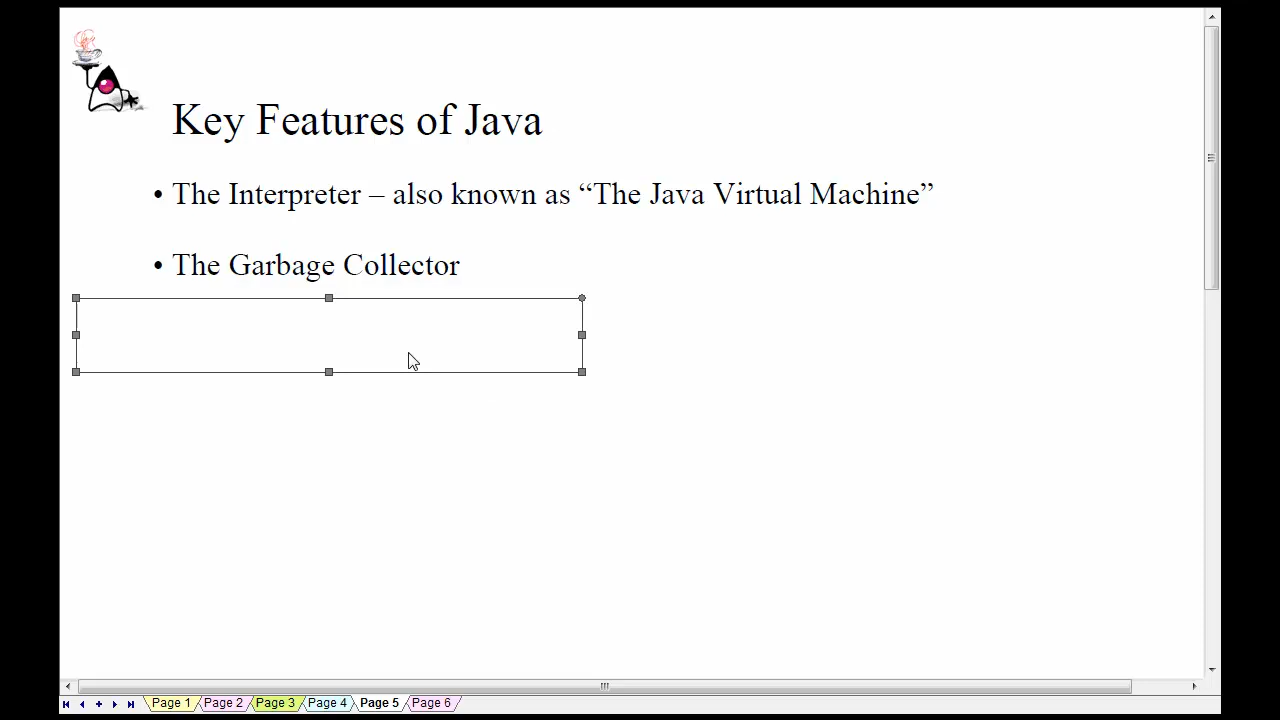 Key Features of Java
• The Interpreter – also known as “The Java Virtual Machine”
• The Garbage Collector
Page 1 Page 2 Page 3 Page 4 Page 5 Page 6